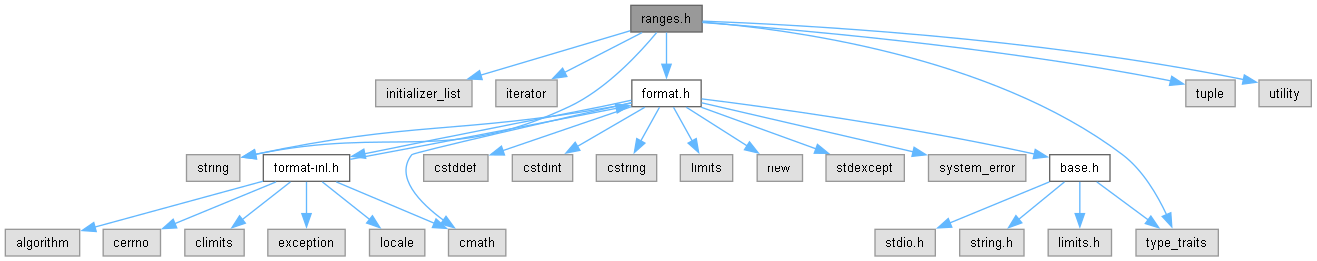 ranges.h
initializer_list
iterator
format.h
tuple
utility
string
format-inl.h
cstddef
cstdint
cstring
limits
new
stdexcept
system_error
base.h
algorithm
cerrno
climits
exception
locale
cmath
stdio.h
string.h
limits.h
type_traits